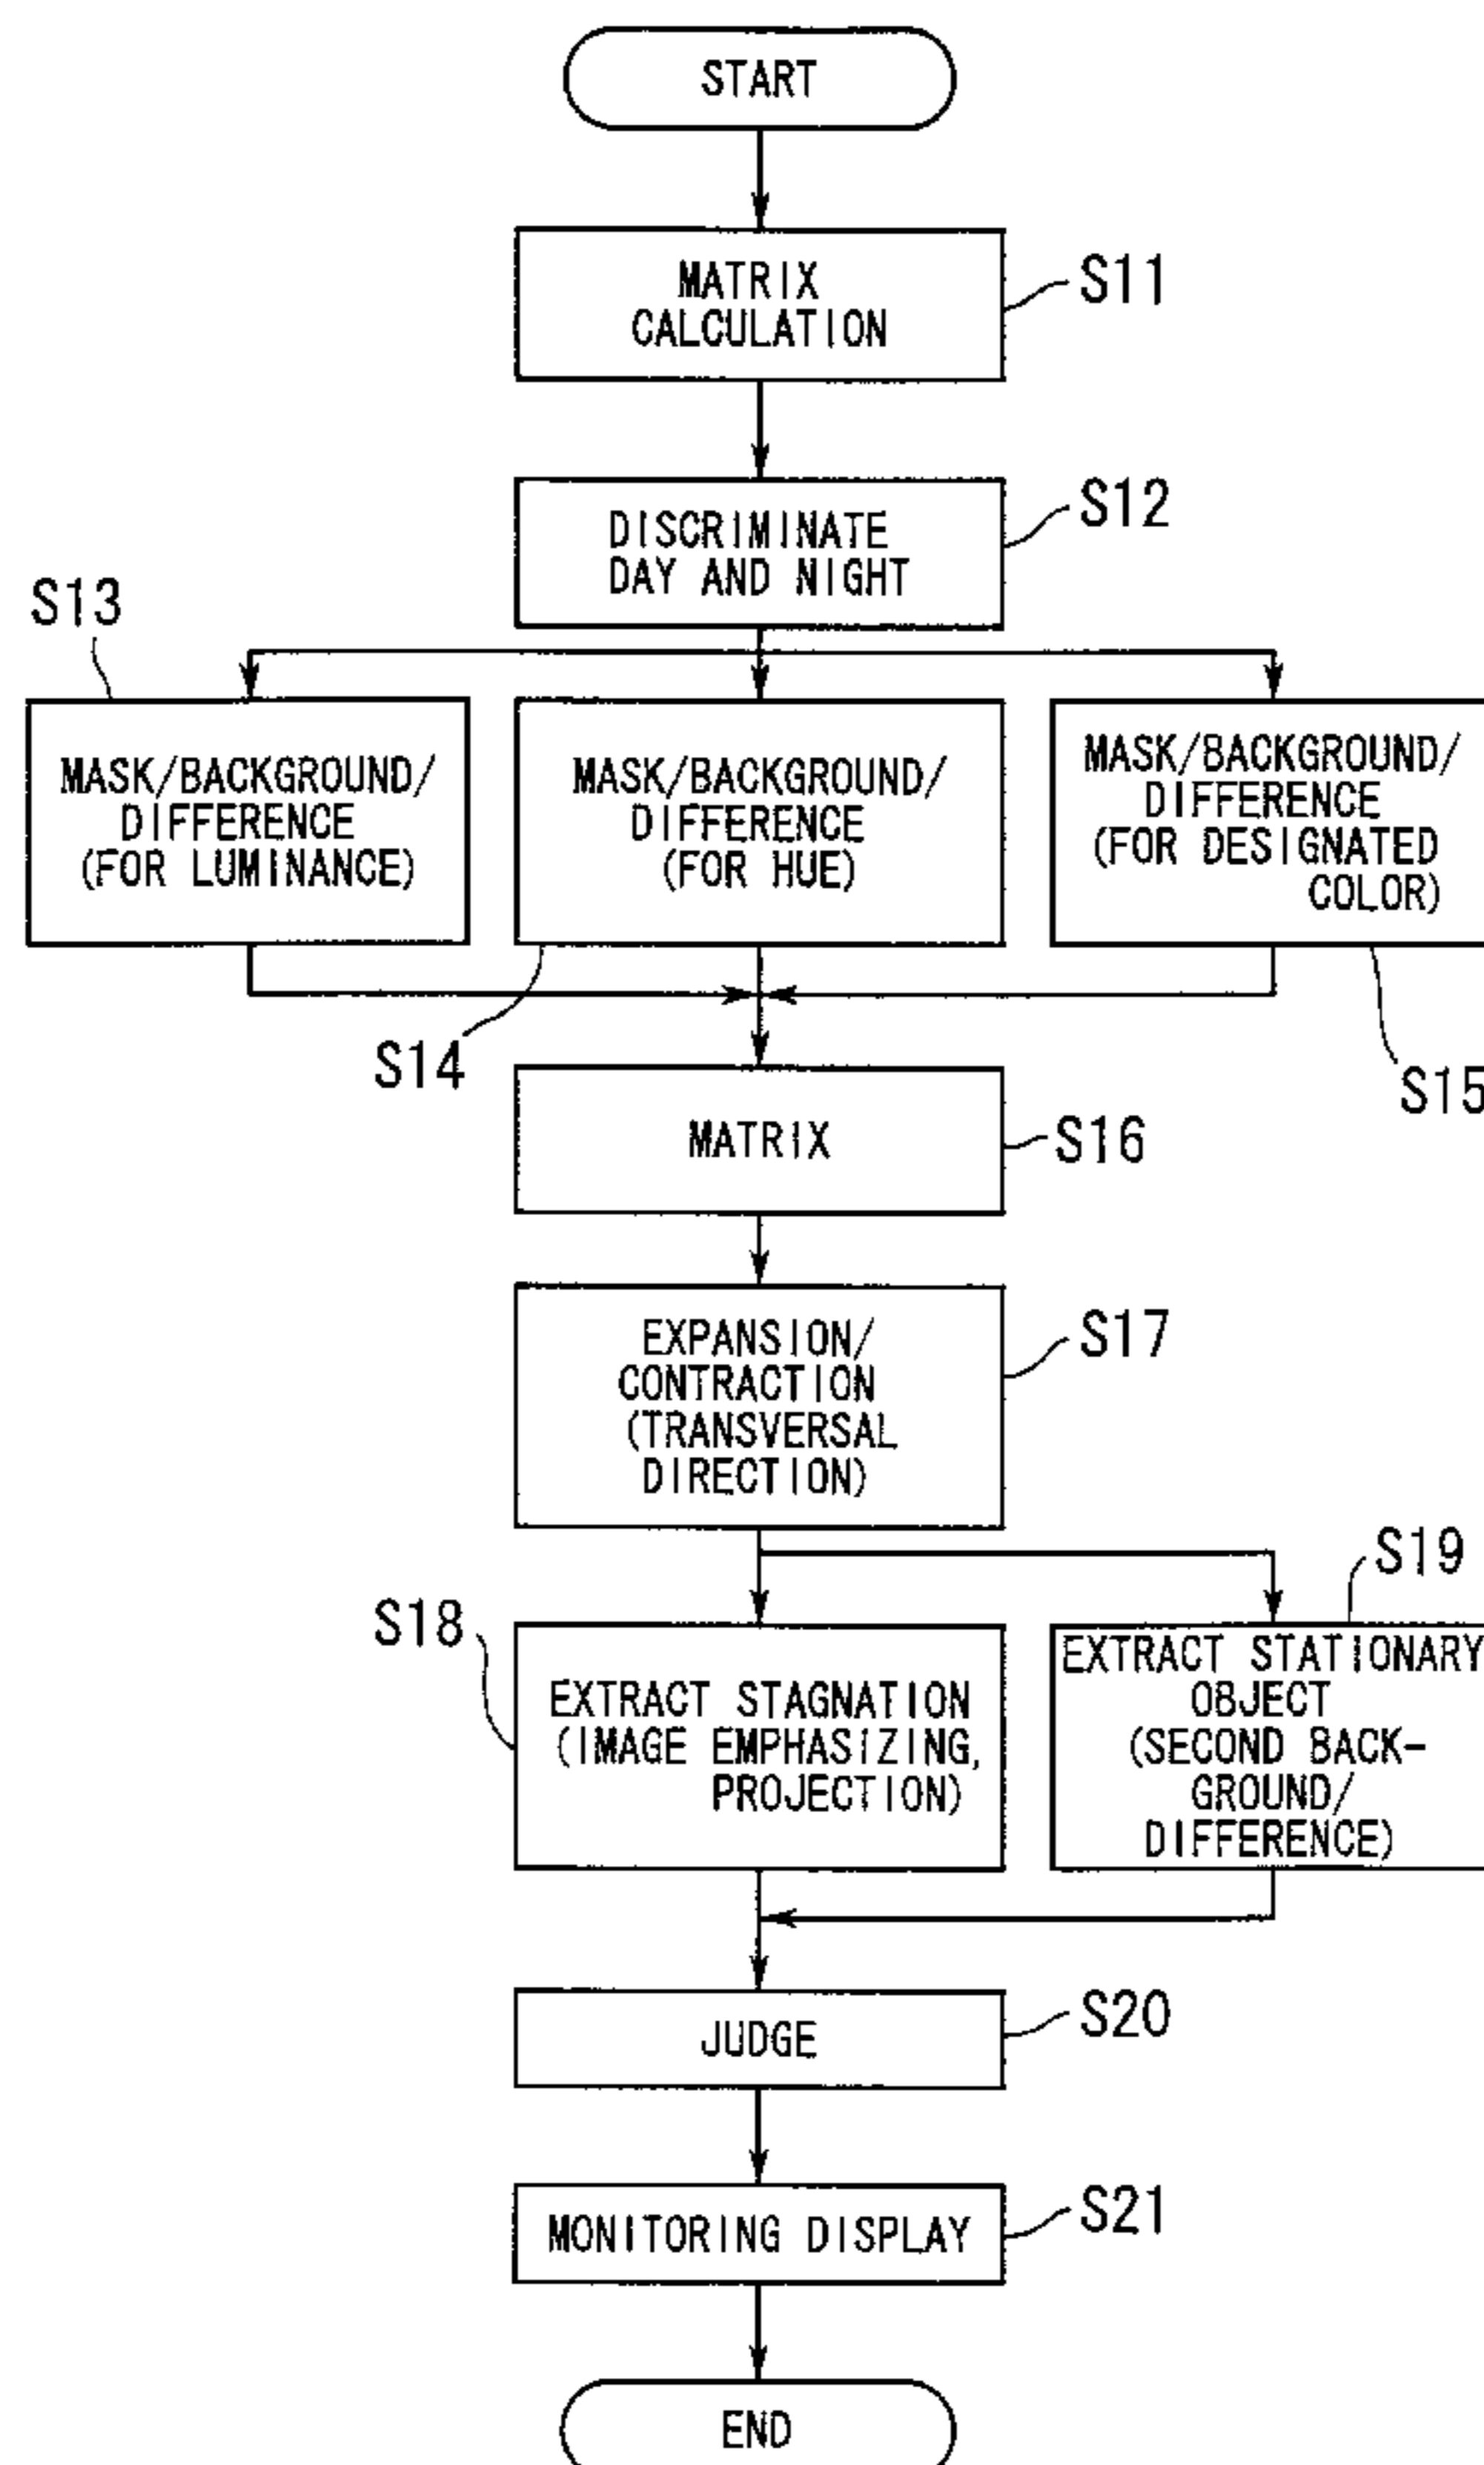 START
MATRIX
CALCULATION
S11
DISCRIMINATE
DAY AND NIGHT
S12
S13
MASK/BACKGROUND/
DIFFERENCE
(FOR LUMINANCE)
MASK/BACKGROUND/
DIFFERENCE
(FOR HUE)
MASK/BACKGROUND/
DIFFERENCE
(FOR DESIGNATED
COLOR)
S14
S15
MATRIX
S16
EXPANSION/
CONTRACTION
(TRANSVERSAL
DIRECTION)
S17
S18
EXTRACT STAGNATION
(IMAGE EMPHASIZING,
PROJECTION)
S19
EXTRACT STATIONARY
OBJECT
(SECOND BACK-
GROUND/
DIFFERENCE)
JUDGE
S20
MONITORING DISPLAY
S21
END